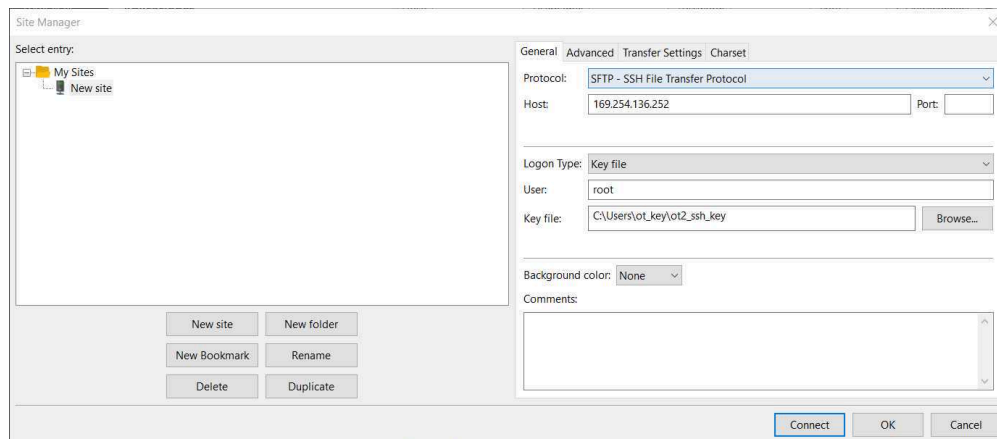 Site Manager
Select entry:
My Sites
New site
New site
New folder
New Bookmark
Rename
Delete
Duplicate
General Advanced Transfer Settings Charset
Protocol: SFTP - SSH File Transfer Protocol
Host: 169.254.136.252 Port:
Logon Type: Key file
User: root
Key file: C:\Users\ot_key\ot2_ssh_key Browse...
Background color: None
Comments:
Connect OK Cancel